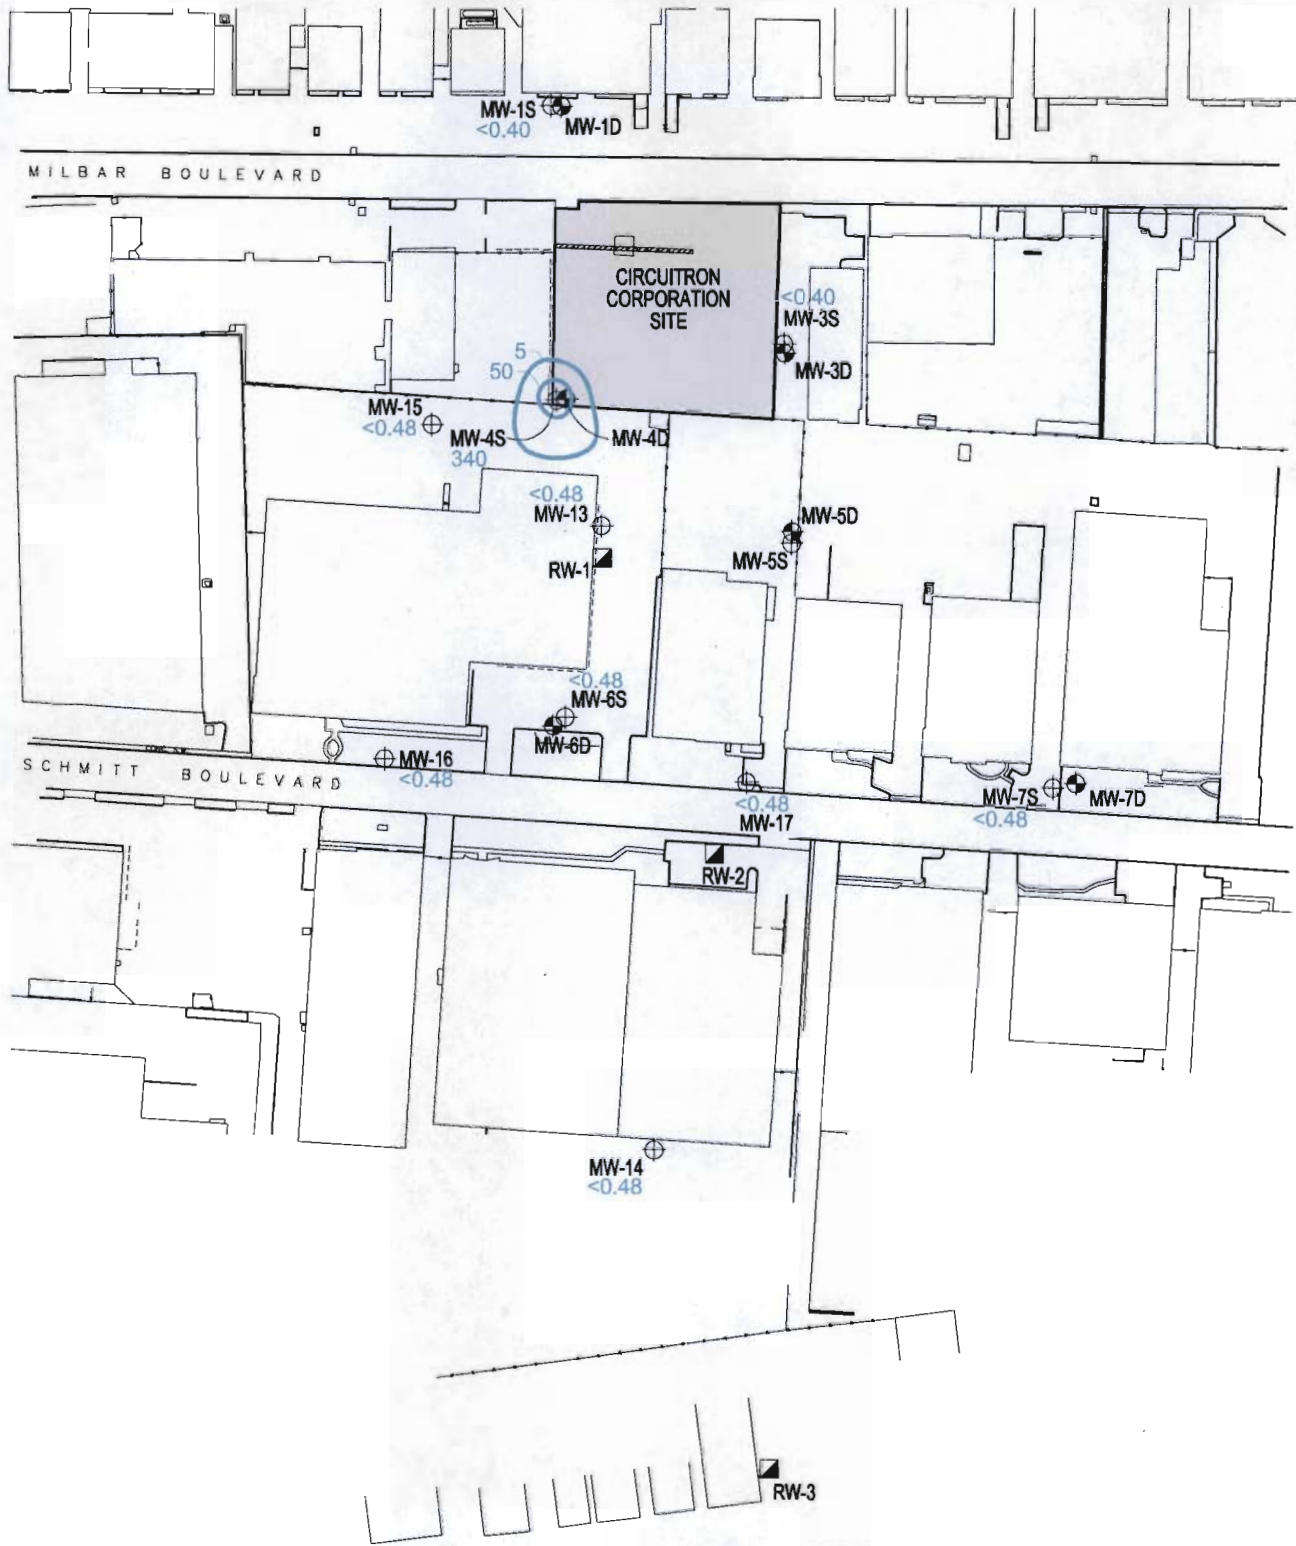 MW-1S
<0.40
MW-1D
MILBAR BOULEVARD
CIRCUITRON
CORPORATION
SITE
<0.40
MW-3S
MW-3D
5
50
MW-15
<0.48
MW-4S
340
MW-4D
<0.48
MW-13
RW-1
MW-5D
MW-5S
<0.48
MW-6S
MW-6D
MW-16
<0.48
SCHMITT BOULEVARD
<0.48
MW-17
MW-7S
<0.48
MW-7D
RW-2
MW-14
<0.48
RW-3